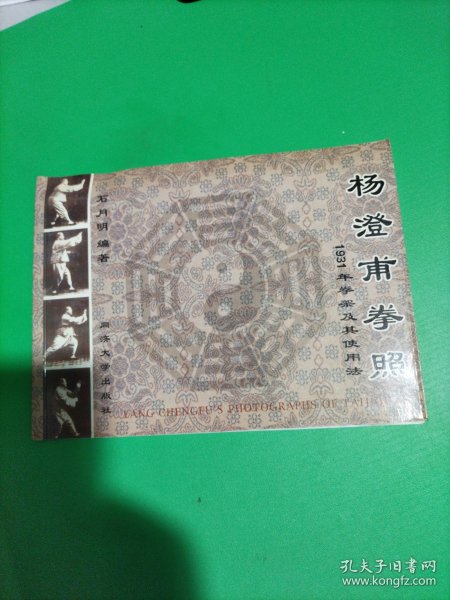 杨澄甫拳照
1931年拳架及其使用法
石月明 编著
同济大学出版社
YANG CHENGFU'S PHOTOGRAPHS OF TAIJI
孔夫子旧书网
www.kongfz.com